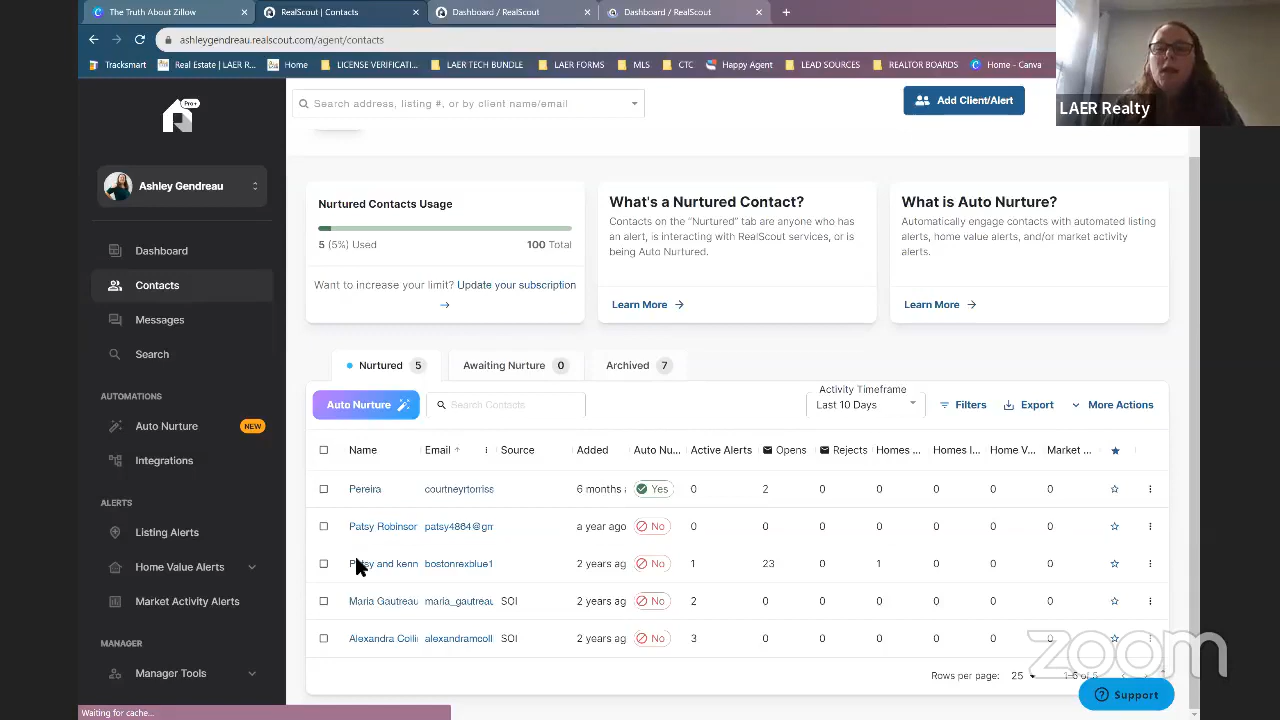 The Truth About Zillow
RealScout | Contacts
Dashboard / RealScout
Dashboard / RealScout
ashleygendreau.realscout.com/agent/contacts
Tracksmart
Real Estate | LAER R...
Home
LICENSE VERIFICATI...
LAER TECH BUNDLE
LAER FORMS
MLS
CTC
Happy Agent
LEAD SOURCES
REALTOR BOARDS
Home - Canva
LAER Realty
Pro+
Search address, listing #, or by client name/email
Add Client/Alert
Ashley Gendreau
Dashboard
Contacts
Messages
Search
AUTOMATIONS
Auto Nurture NEW
Integrations
ALERTS
Listing Alerts
Home Value Alerts
Market Activity Alerts
MANAGER
Manager Tools
Nurtured Contacts Usage
5 (5%) Used 100 Total
Want to increase your limit? Update your subscription
→
What's a Nurtured Contact?
Contacts on the "Nurtured" tab are anyone who has
an alert, is interacting with RealScout services, or is
being Auto Nurtured.
Learn More →
What is Auto Nurture?
Automatically engage contacts with automated listing
alerts, home value alerts, and/or market activity
alerts.
Learn More →
Nurtured 5 Awaiting Nurture 0 Archived 7
Auto Nurture
Search Contacts
Activity Timeframe
Last 10 Days
Filters Export More Actions
Name Email Source Added Auto Nu... Active Alerts Opens Rejects Homes ... Homes I... Home V... Market ...
Pereira courtneyrtorriss 6 months a Yes 0 2 0 0 0 0 0
Patsy Robinson patsy4864@gm a year ago No 0 0 0 0 0 0 0
and kenn bostonrexblue1 2 years ag No 1 23 0 1 0 0 0
Maria Gautreau maria_gautreau SOI 2 years ag No 2 0 0 0 0 0 0
Alexandra Colli alexandramcoll SOI 2 years ag No 3 0 0 0 0 0 0
Rows per page: 25
Support
zoom
Waiting for cache...